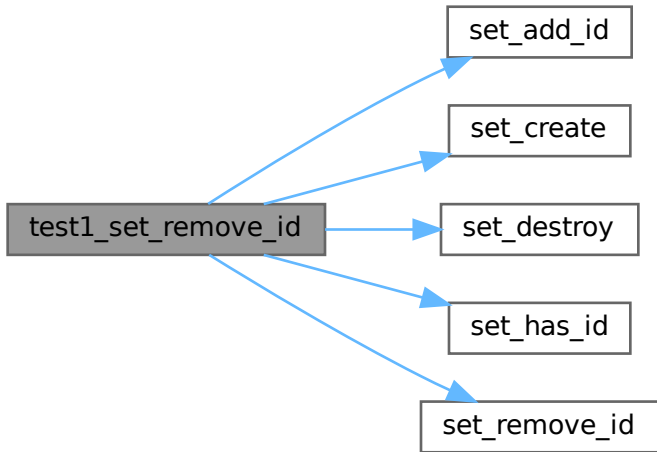 set_add_id
set_create
test1_set_remove_id
set_destroy
set_has_id
set_remove_id